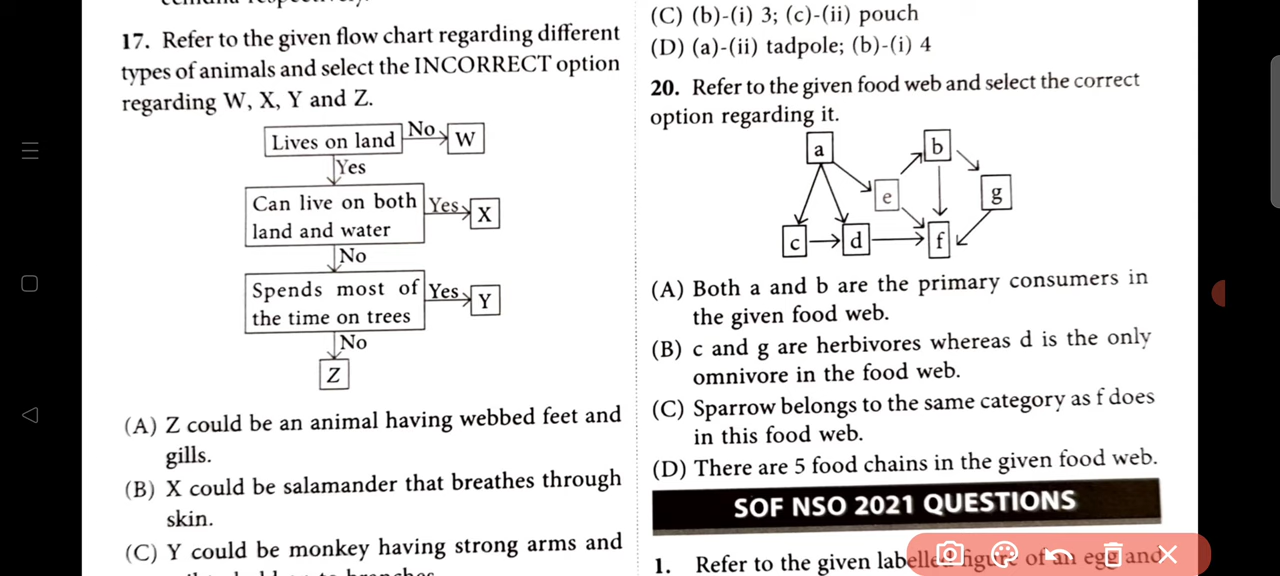 17. Refer to the given flow chart regarding different
types of animals and select the INCORRECT option
regarding W, X, Y and Z.
Lives on land
No
W
Yes
Can live on both
land and water
Yes
X
No
Spends most of
the time on trees
Yes
Y
No
Z
(A) Z could be an animal having webbed feet and
gills.
(B) X could be salamander that breathes through
skin.
(C) Y could be monkey having strong arms and
(C) (b)-(i) 3; (c)-(ii) pouch
(D) (a)-(ii) tadpole; (b)-(i) 4
20. Refer to the given food web and select the correct
option regarding it.
a
b
e
g
c
d
f
(A) Both a and b are the primary consumers in
the given food web.
(B) c and g are herbivores whereas d is the only
omnivore in the food web.
(C) Sparrow belongs to the same category as f does
in this food web.
(D) There are 5 food chains in the given food web.
SOF NSO 2021 QUESTIONS
1. Refer to the given labelled figure of an egg and